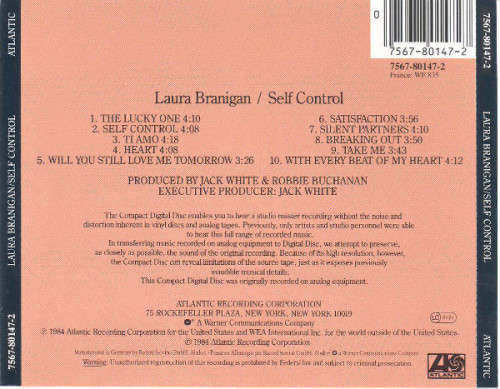 ATLANTIC
7567-80147-2
LAURA BRANIGAN/SELF CONTROL
0
7567-80147-2
7567-80147-2
France: WE 835
Laura Branigan / Self Control
1. THE LUCKY ONE 4:10
2. SELF CONTROL 4:08
3. TI AMO 4:18
4. HEART 4:08
5. WILL YOU STILL LOVE ME TOMORROW 3:26
6. SATISFACTION 3:56
7. SILENT PARTNERS 4:10
8. BREAKING OUT 3:50
9. TAKE ME 3:43
10. WITH EVERY BEAT OF MY HEART 4:12
PRODUCED BY JACK WHITE & ROBBIE BUCHANAN
EXECUTIVE PRODUCER: JACK WHITE
The Compact Digital Disc enables you to hear a studio master recording without the noise and
distortion inherent in vinyl discs and analog tapes. Previously, only artists and studio personnel were able
to hear this full range of recorded music.
In transferring music recorded on analog equipment to Digital Disc, we attempt to preserve,
as closely as possible, the sound of the original recording. Because of its high resolution, however,
the Compact Disc can reveal limitations of the source tape, just as it exposes previously
inaudible musical details.
This Compact Digital Disc was originally recorded on analog equipment.
ATLANTIC RECORDING CORPORATION
75 ROCKEFELLER PLAZA, NEW YORK, NEW YORK 10019
A Warner Communications Company
℗ 1984 Atlantic Recording Corporation for the United States and WEA International Inc. for the world outside of the United States.
℗ 1984 Atlantic Recording Corporation
a Warner Communications Company
Warning: Unauthorized reproduction of this recording is prohibited by Federal law and subject to criminal prosecution.
ATLANTIC
LAURA BRANIGAN/SELF CONTROL
7567-80147-2
ATLANTIC